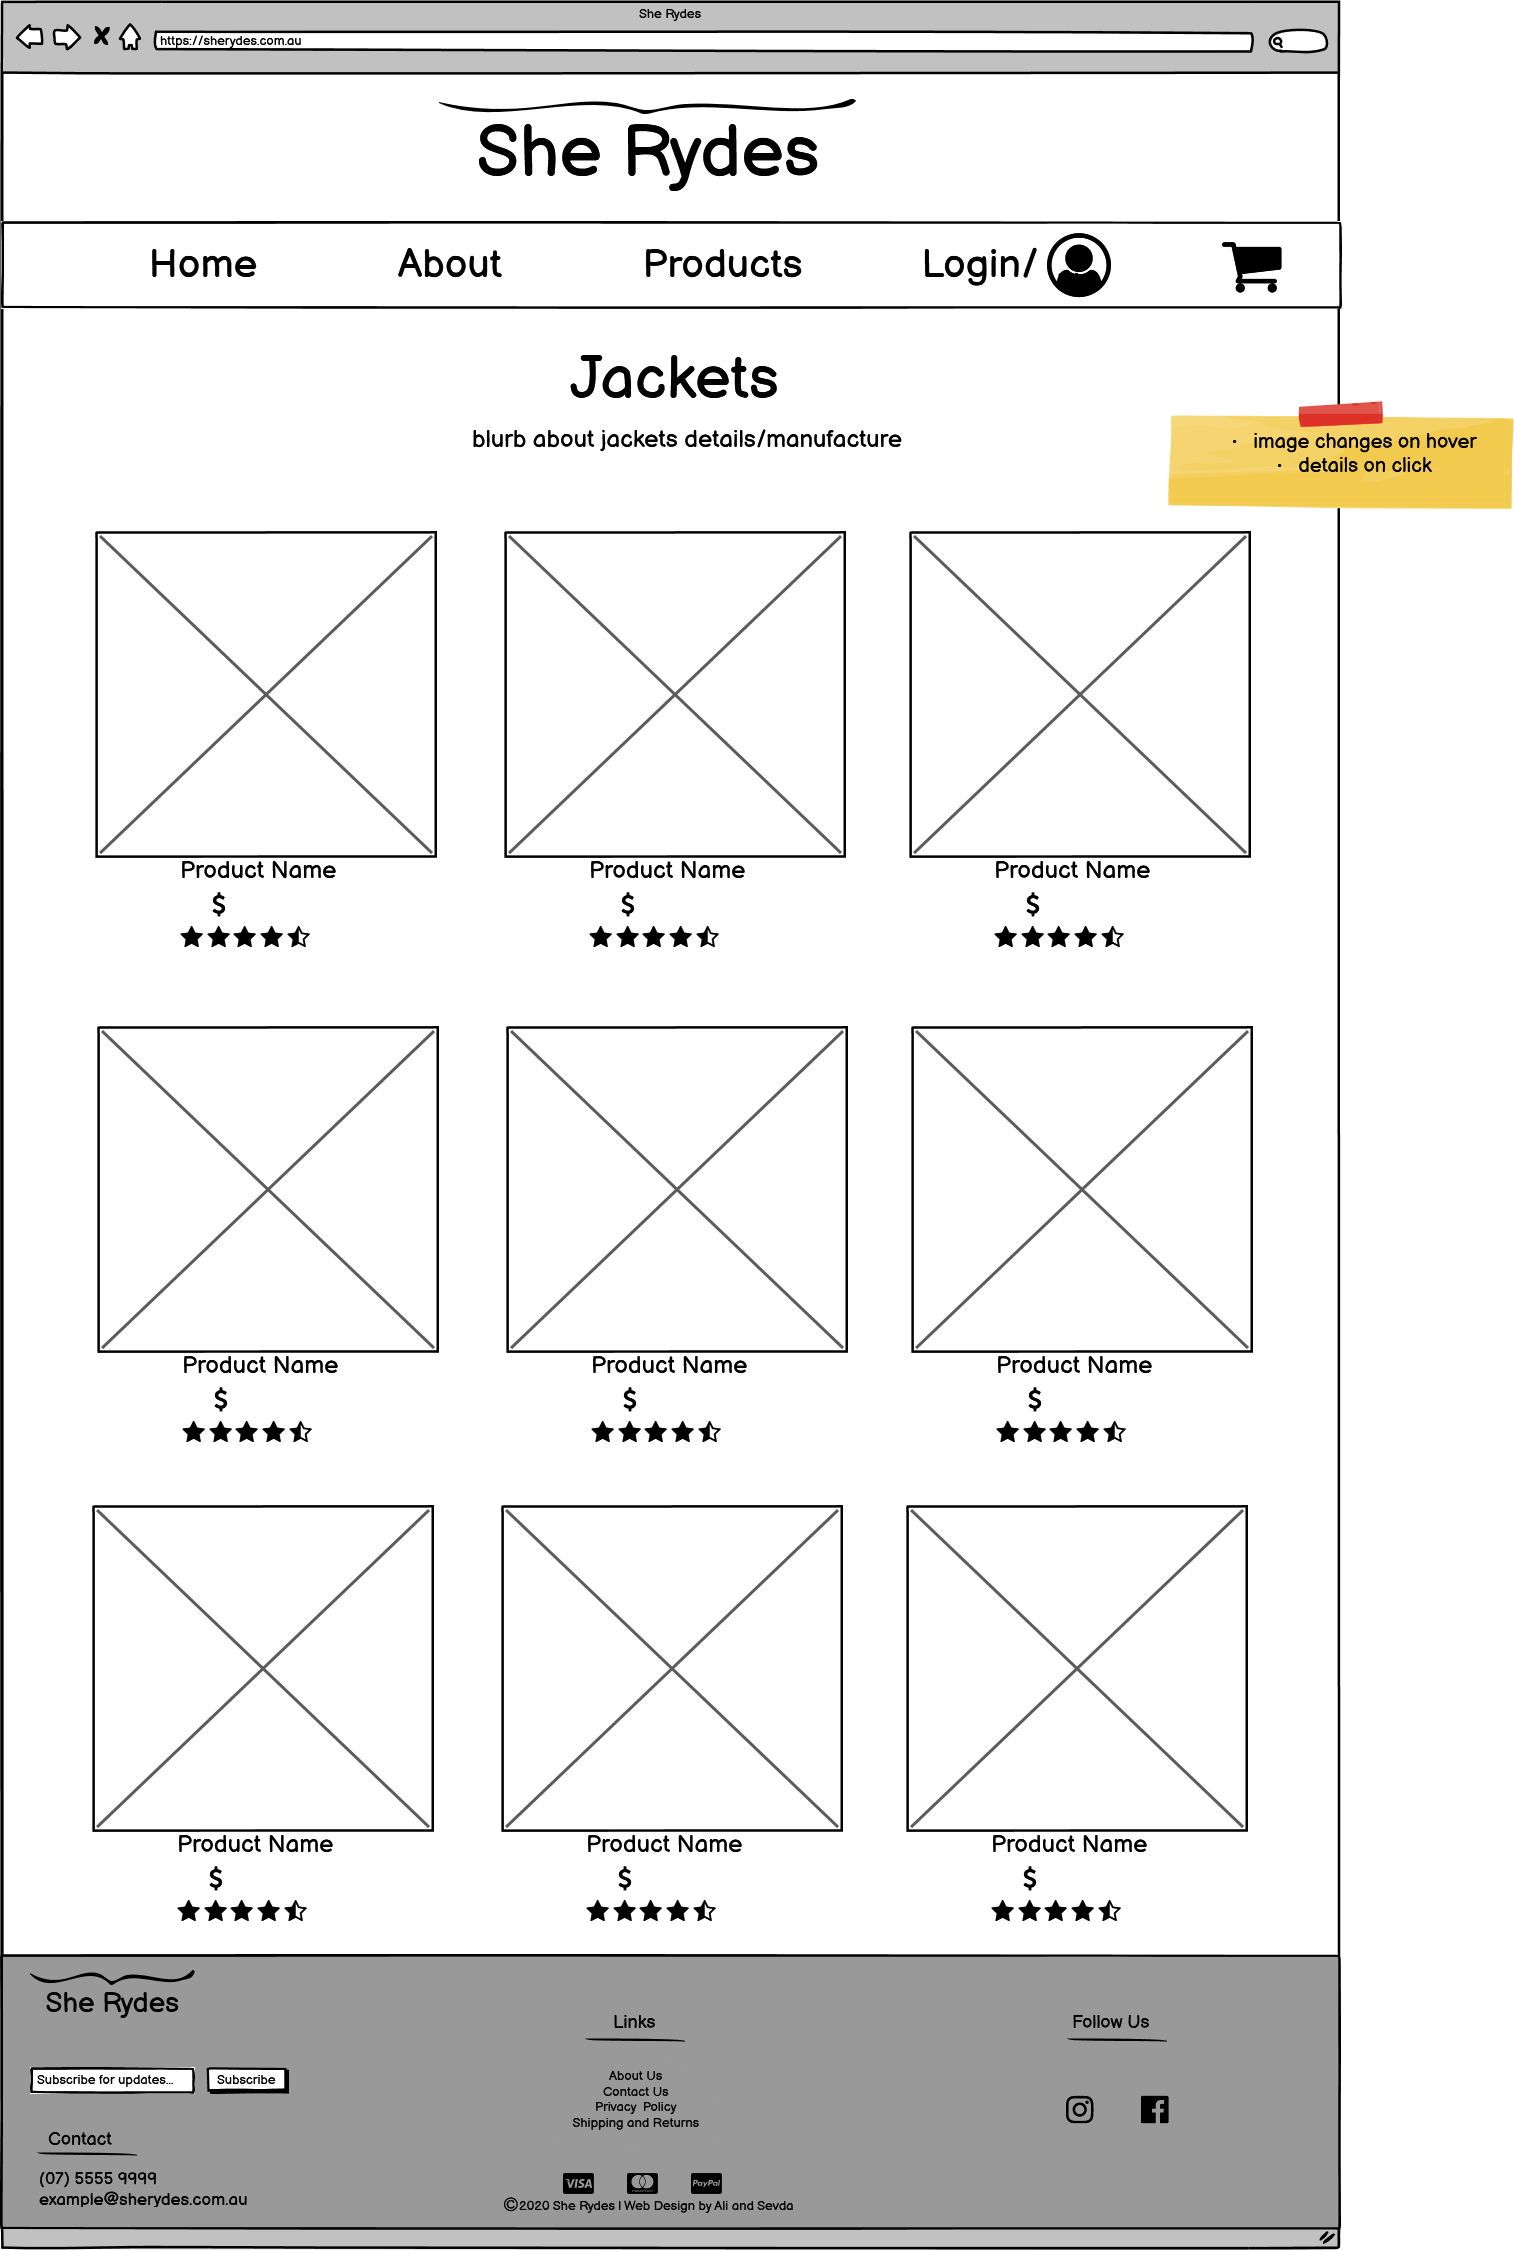 She Rydes
https://sherydes.com.au
She Rydes
Home About Products Login/
Jackets
blurb about jackets details/manufacture
· image changes on hover
· details on click
Product Name Product Name Product Name
$ $ $
Product Name Product Name Product Name
$ $ $
Product Name Product Name Product Name
$ $ $
She Rydes
Subscribe for updates... Subscribe
Contact
(07) 5555 9999
example@sherydes.com.au
Links
About Us
Contact Us
Privacy Policy
Shipping and Returns
VISA PayPal
©2020 She Rydes | Web Design by Ali and Sevda
Follow Us